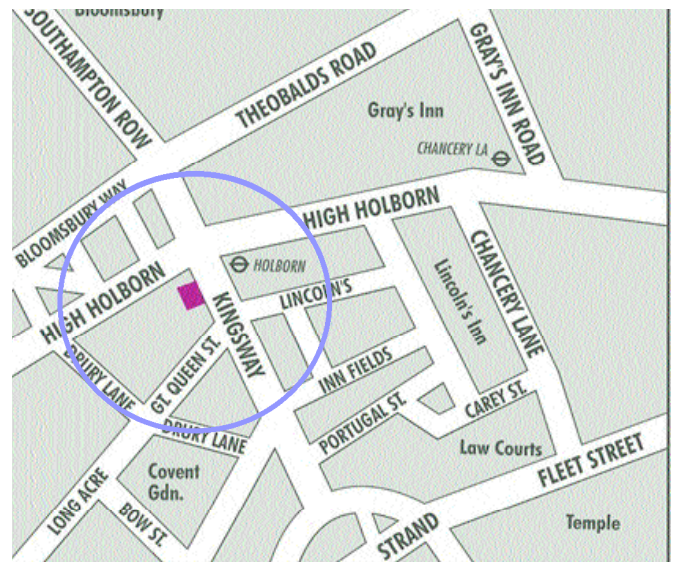 Bloomsbury
SOUTHAMPTON ROW
THEOBALDS ROAD
GRAY'S INN ROAD
Gray's Inn
CHANCERY LA
BLOOMSBURY WAY
HIGH HOLBORN
HOLBORN
HIGH HOLBORN
LINCOLN'S
Lincoln's Inn
CHANCERY LANE
KINGSWAY
DRURY LANE
GT. QUEEN ST.
INN FIELDS
PORTUGAL ST.
CAREY ST.
DRURY LANE
Law Courts
FLEET STREET
Covent
Gdn.
LONG ACRE
BOW ST.
STRAND
Temple